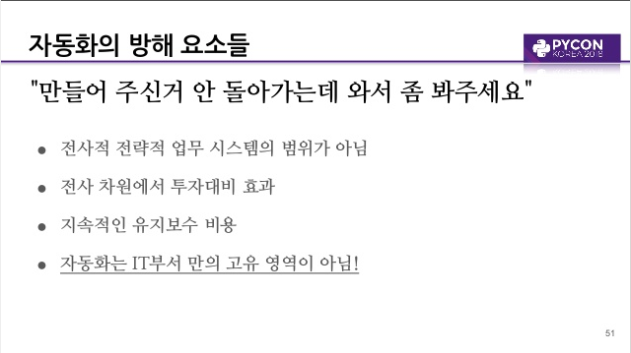 자동화의 방해 요소들
PYCON
KOREA 2018
"만들어 주신거 안 돌아가는데 와서 좀 봐주세요"
● 전사적 전략적 업무 시스템의 범위가 아님
● 전사 차원에서 투자대비 효과
● 지속적인 유지보수 비용
● 자동화는 IT부서 만의 고유 영역이 아님!
51